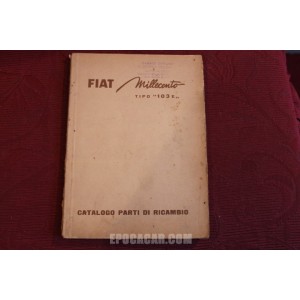 FIAT Millecento
TIPO "103
CATALOGO PARTI DI RICAMBIO
EPOCACAR.COM